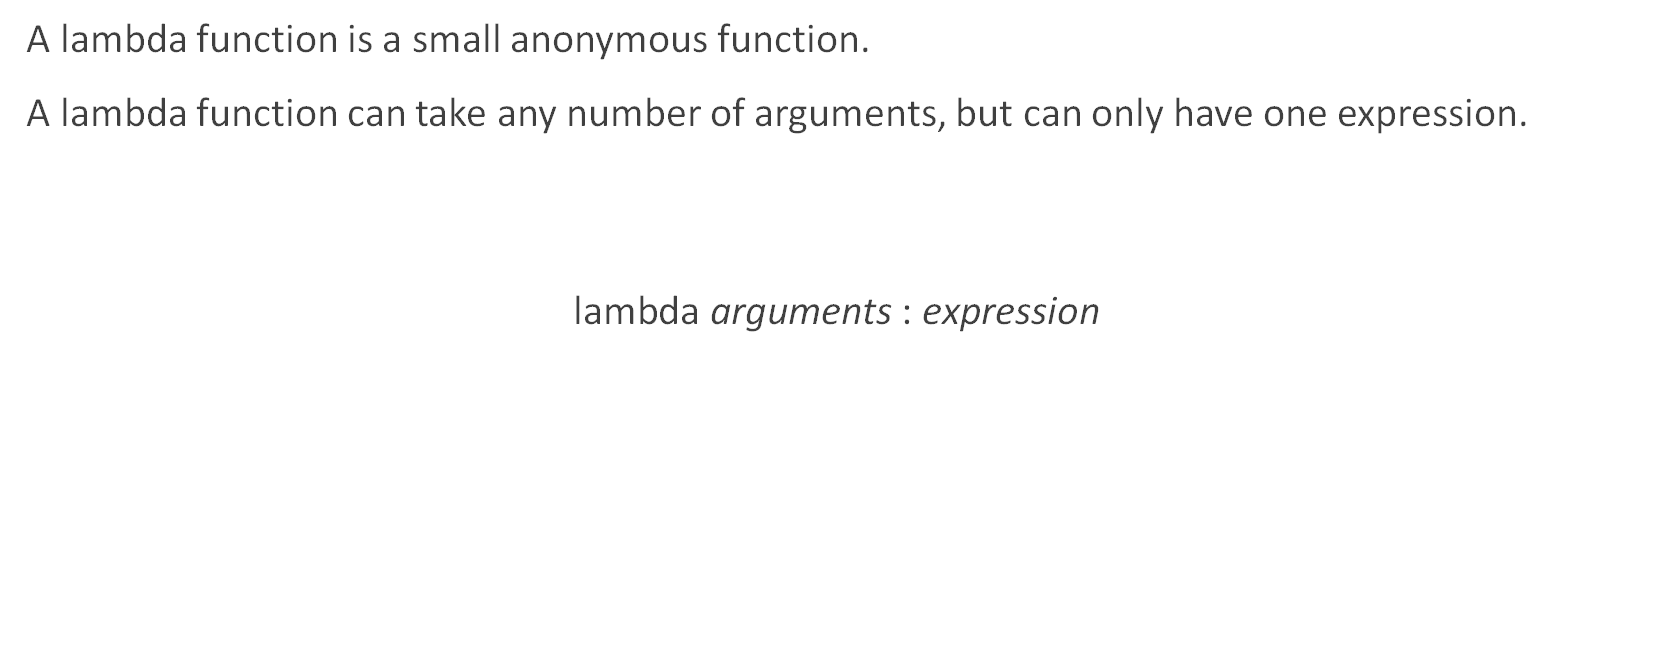 A lambda function is a small anonymous function.
A lambda function can take any number of arguments, but can only have one expression.
lambda arguments : expression